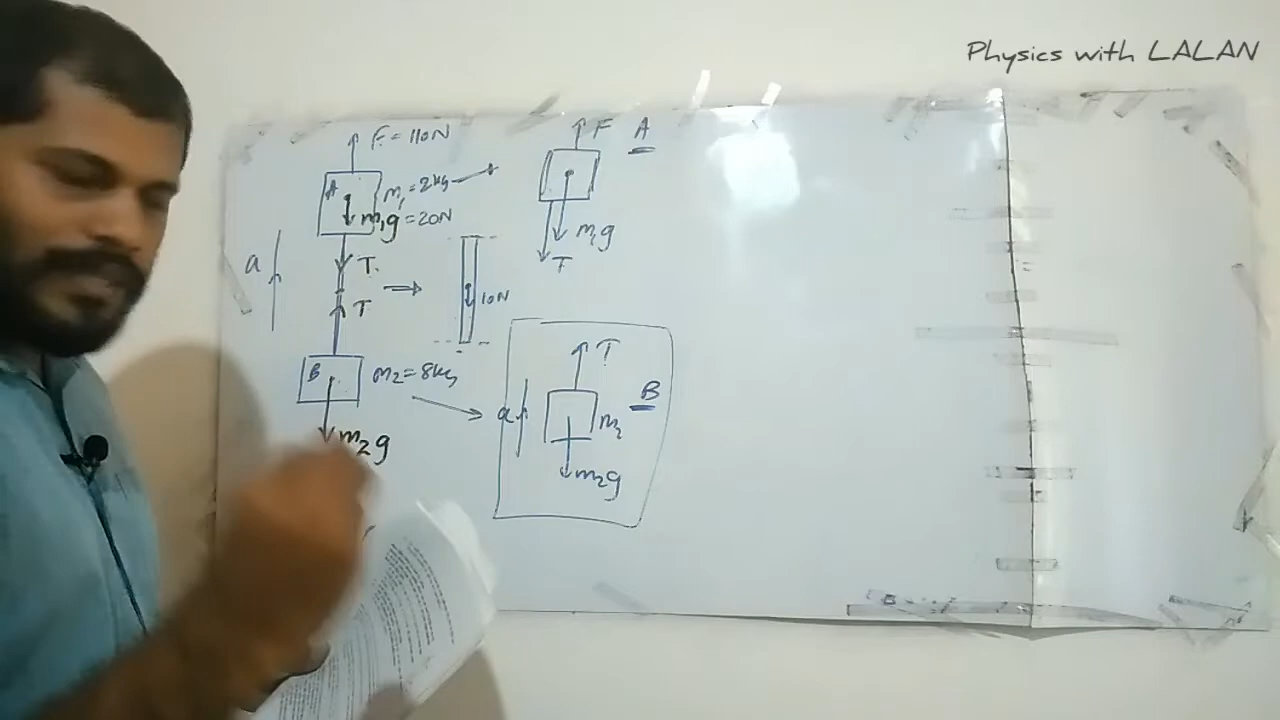 Physics with LALAN
F = 110N
A
m₁ = 2kg
m₁g = 20N
a
T
T
10N
B
m₂ = 8kg
m₂g
F
A
m₁g
T
T
B
a
m₂
m₂g